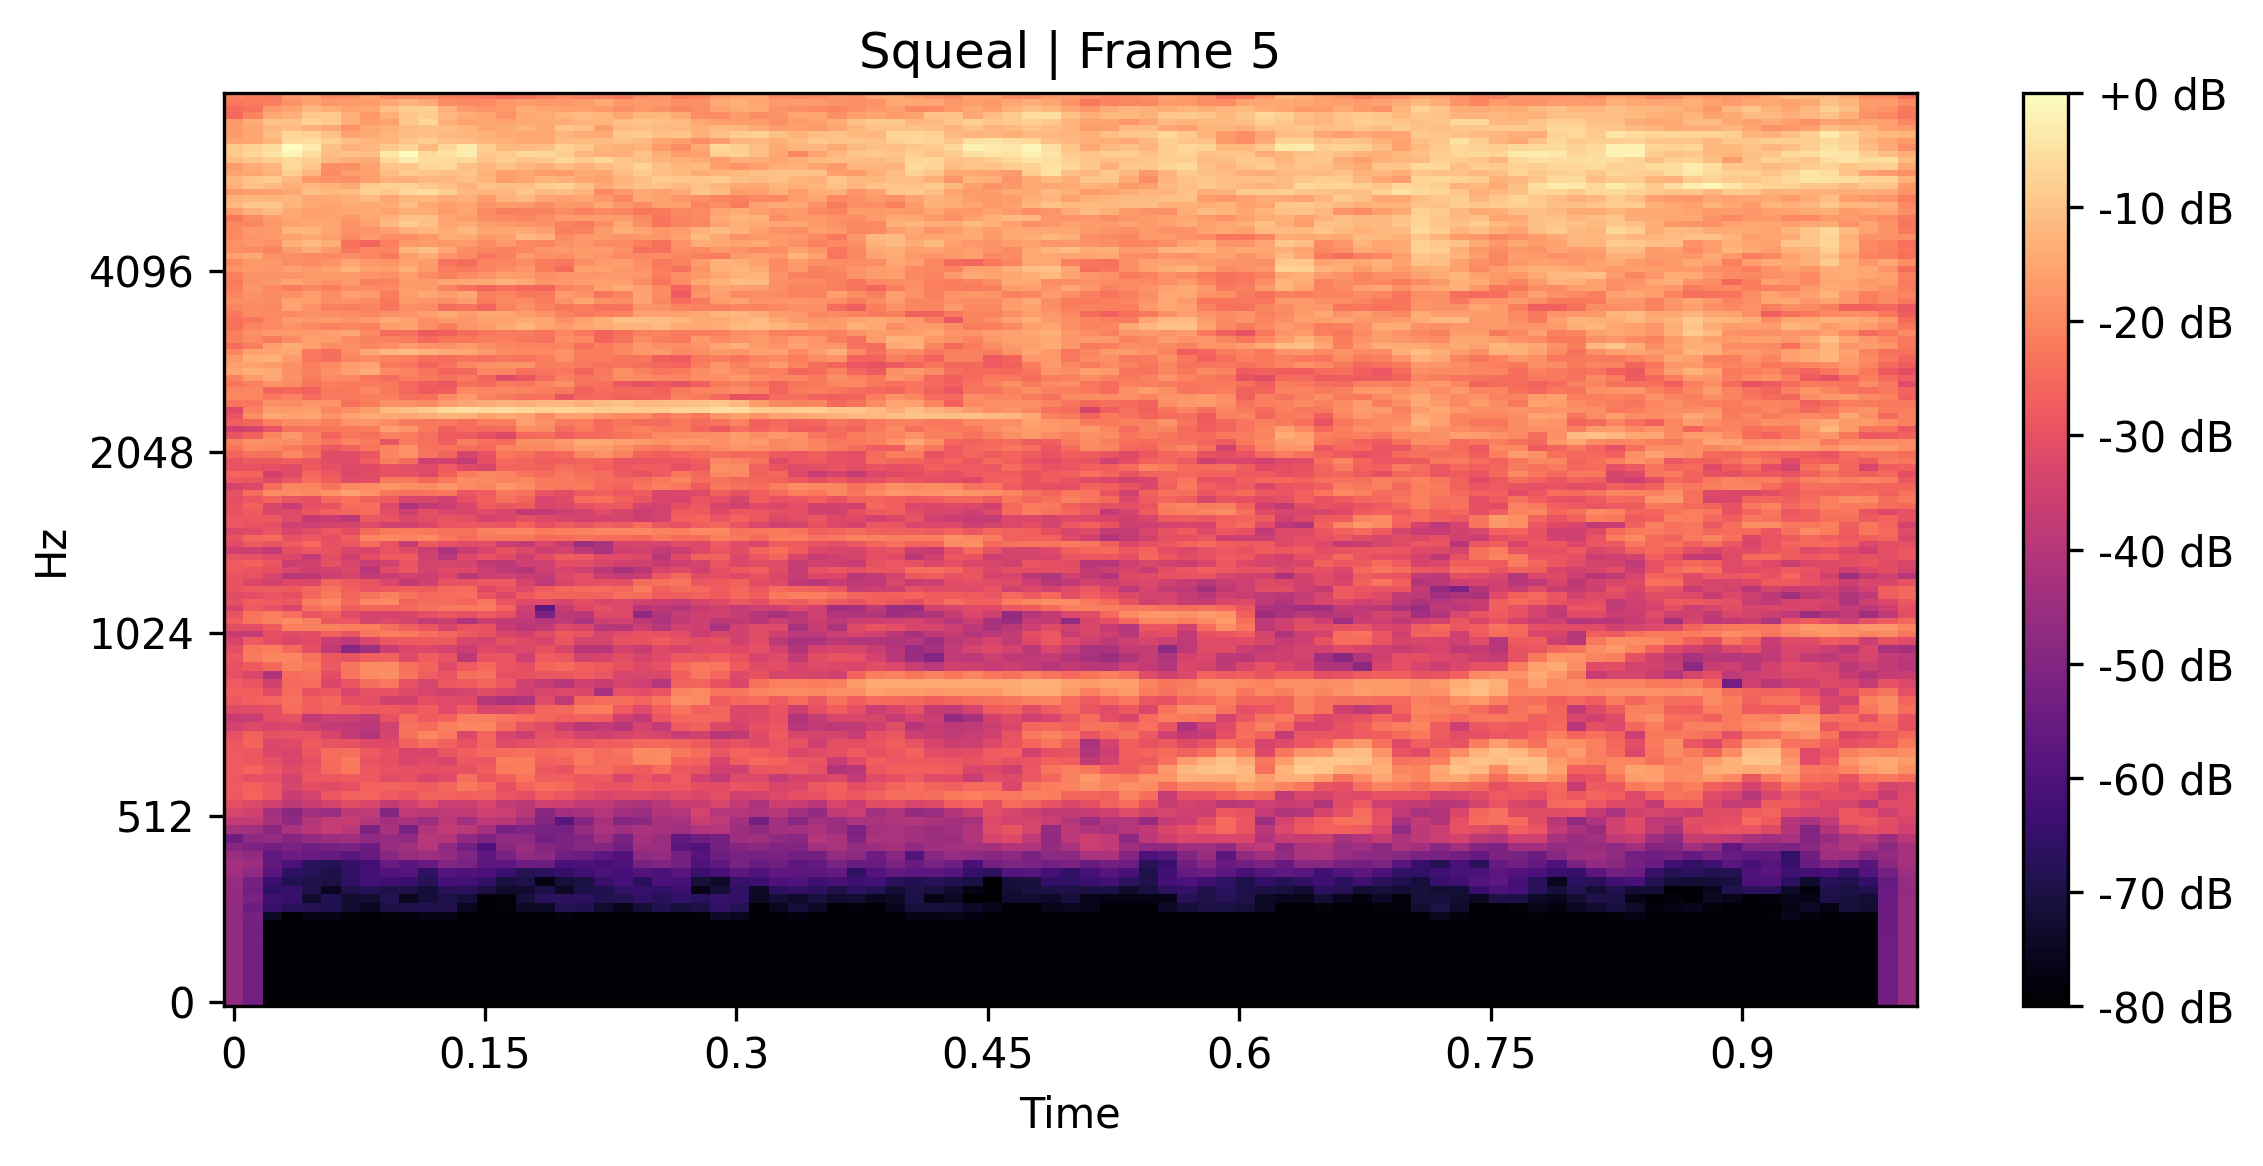 Squeal | Frame 5
+0 dB
-10 dB
-20 dB
-30 dB
-40 dB
-50 dB
-60 dB
-70 dB
-80 dB
Hz
4096
2048
1024
512
0
0 0.15 0.3 0.45 0.6 0.75 0.9
Time